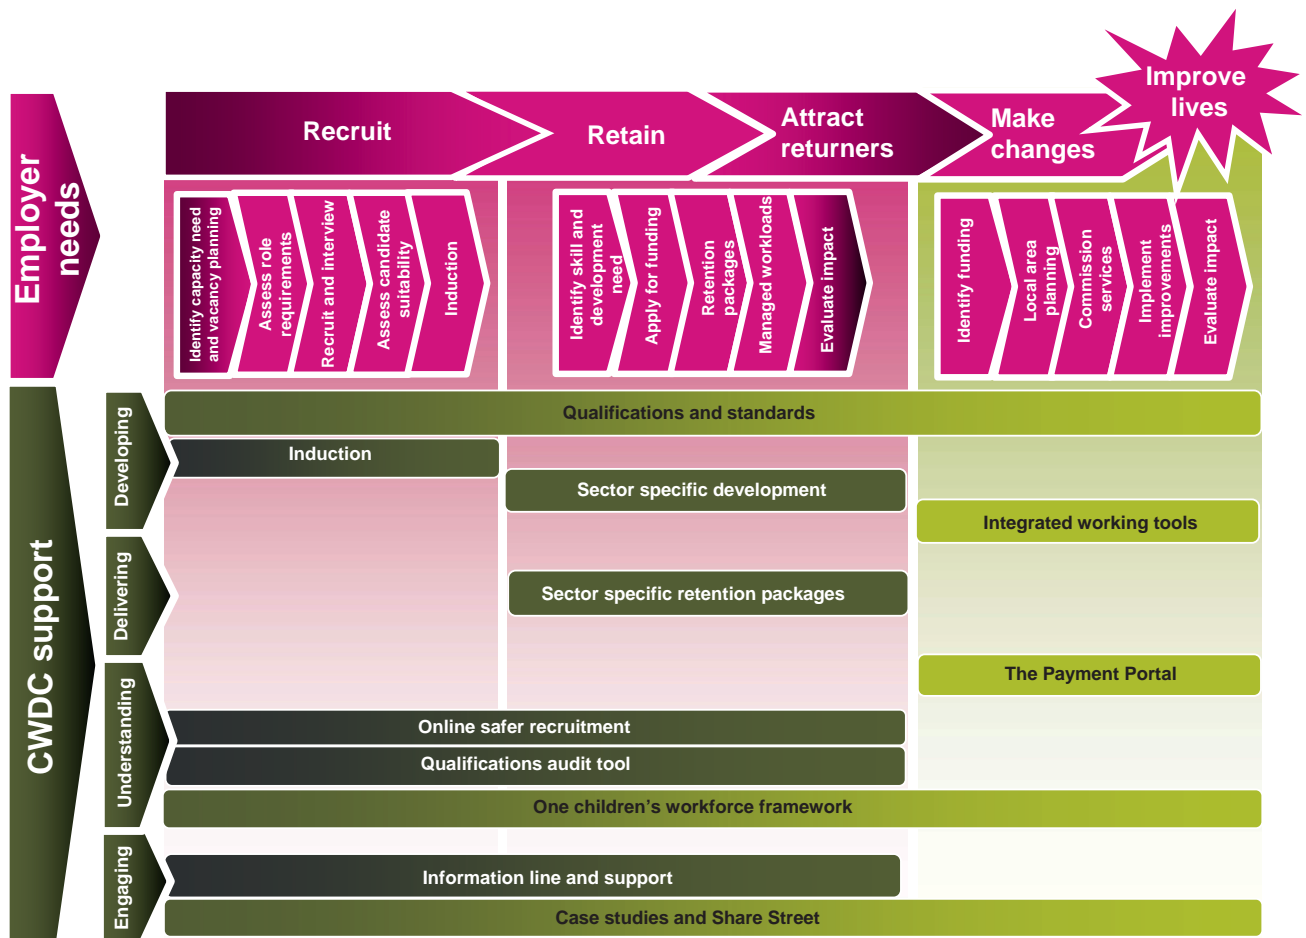 Improve
lives
Recruit
Retain
Attract
returners
Make
changes
Employer
needs
Identify capacity need
and vacancy planning
Assess role
requirements
Recruit and interview
Assess candidate
suitability
Induction
Identify skill and
development
need
Apply for funding
Retention
packages
Managed workloads
Evaluate impact
Identify funding
Local area
planning
Commission
services
Implement
improvements
Evaluate impact
CWDC support
Developing
Qualifications and standards
Induction
Sector specific development
Integrated working tools
Delivering
Sector specific retention packages
The Payment Portal
Understanding
Online safer recruitment
Qualifications audit tool
One children’s workforce framework
Engaging
Information line and support
Case studies and Share Street